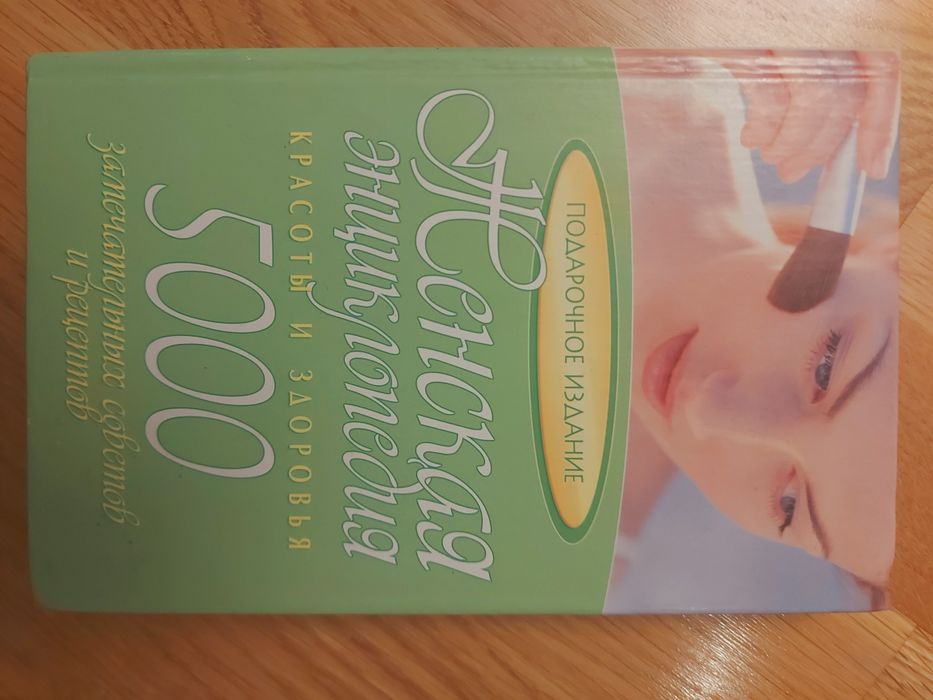 ПОДАРОЧНОЕ ИЗДАНИЕ
Женская
энциклопедия
КРАСОТЫ И ЗДОРОВЬЯ
5000
замечательных советов
и рецептов